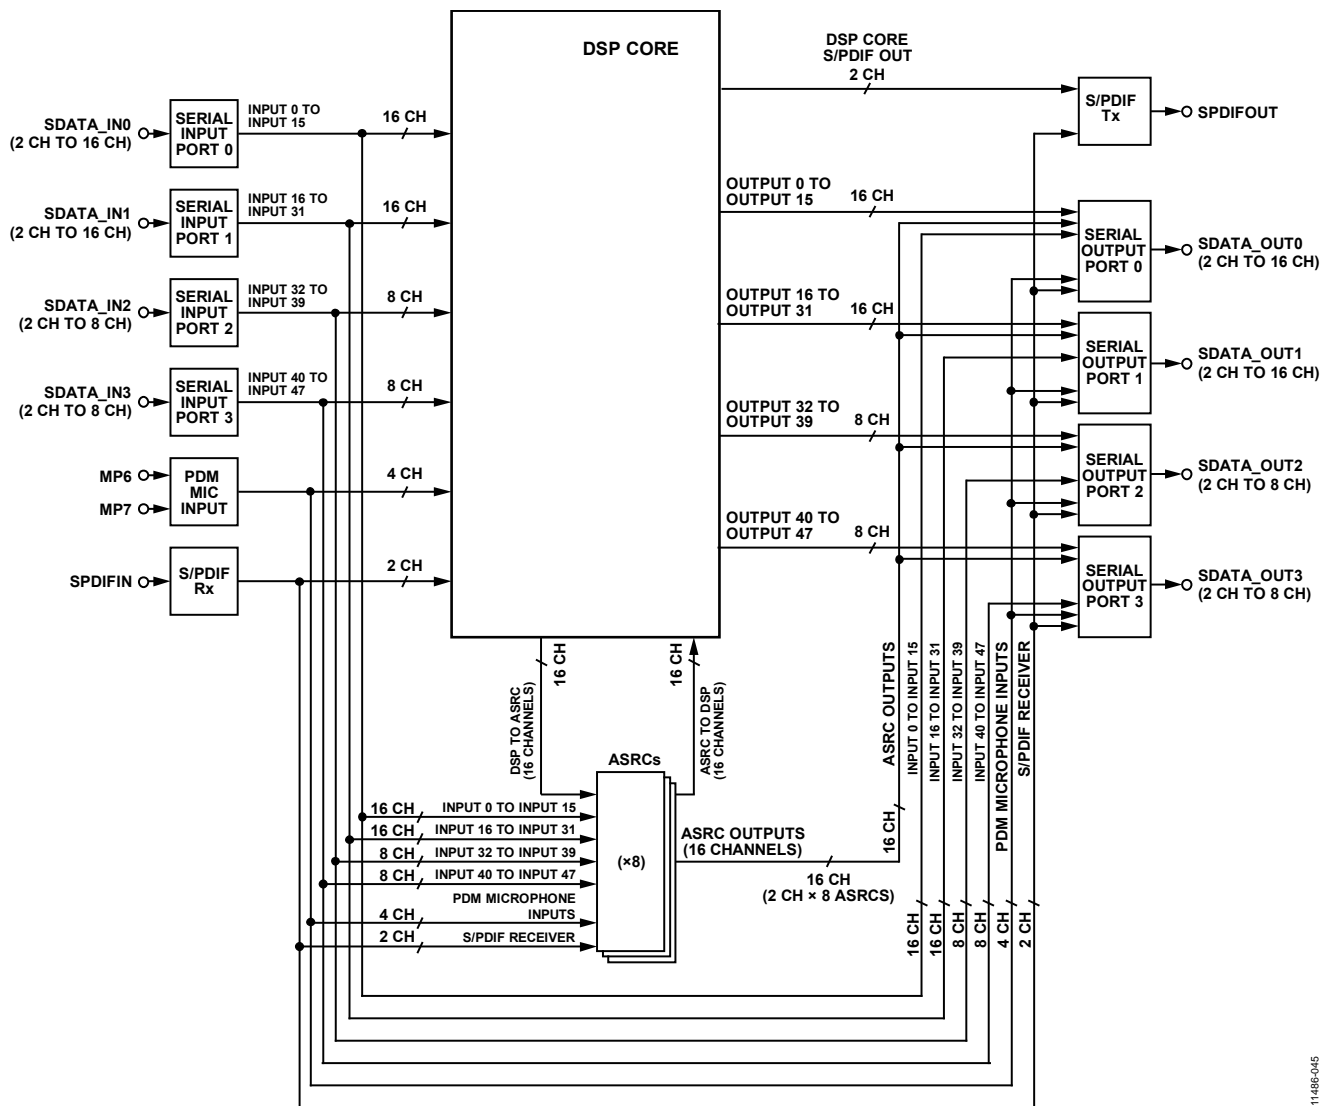 DSP CORE
DSP CORE
S/PDIF OUT
2 CH
S/PDIF
Tx
SPDIFOUT
SDATA_IN0
(2 CH TO 16 CH)
SERIAL
INPUT
PORT 0
INPUT 0 TO
INPUT 15
16 CH
SDATA_IN1
(2 CH TO 16 CH)
SERIAL
INPUT
PORT 1
INPUT 16 TO
INPUT 31
16 CH
SDATA_IN2
(2 CH TO 8 CH)
SERIAL
INPUT
PORT 2
INPUT 32 TO
INPUT 39
8 CH
SDATA_IN3
(2 CH TO 8 CH)
SERIAL
INPUT
PORT 3
INPUT 40 TO
INPUT 47
8 CH
MP6
MP7
PDM
MIC
INPUT
4 CH
SPDIFIN
S/PDIF
Rx
2 CH
OUTPUT 0 TO
OUTPUT 15
16 CH
SERIAL
OUTPUT
PORT 0
SDATA_OUT0
(2 CH TO 16 CH)
OUTPUT 16 TO
OUTPUT 31
16 CH
SERIAL
OUTPUT
PORT 1
SDATA_OUT1
(2 CH TO 16 CH)
OUTPUT 32 TO
OUTPUT 39
8 CH
SERIAL
OUTPUT
PORT 2
SDATA_OUT2
(2 CH TO 8 CH)
OUTPUT 40 TO
OUTPUT 47
8 CH
SERIAL
OUTPUT
PORT 3
SDATA_OUT3
(2 CH TO 8 CH)
16 CH
DSP TO ASRC
(16 CHANNELS)
16 CH
ASRC TO DSP
(16 CHANNELS)
ASRCs
(×8)
16 CH
INPUT 0 TO INPUT 15
16 CH
INPUT 16 TO INPUT 31
8 CH
INPUT 32 TO INPUT 39
8 CH
INPUT 40 TO INPUT 47
4 CH
PDM MICROPHONE
INPUTS
2 CH
S/PDIF RECEIVER
ASRC OUTPUTS
(16 CHANNELS)
16 CH
(2 CH × 8 ASRCS)
ASRC OUTPUTS
16 CH
INPUT 0 TO INPUT 15
16 CH
INPUT 16 TO INPUT 31
16 CH
INPUT 32 TO INPUT 39
8 CH
INPUT 40 TO INPUT 47
8 CH
PDM MICROPHONE INPUTS
4 CH
S/PDIF RECEIVER
2 CH
11486-045